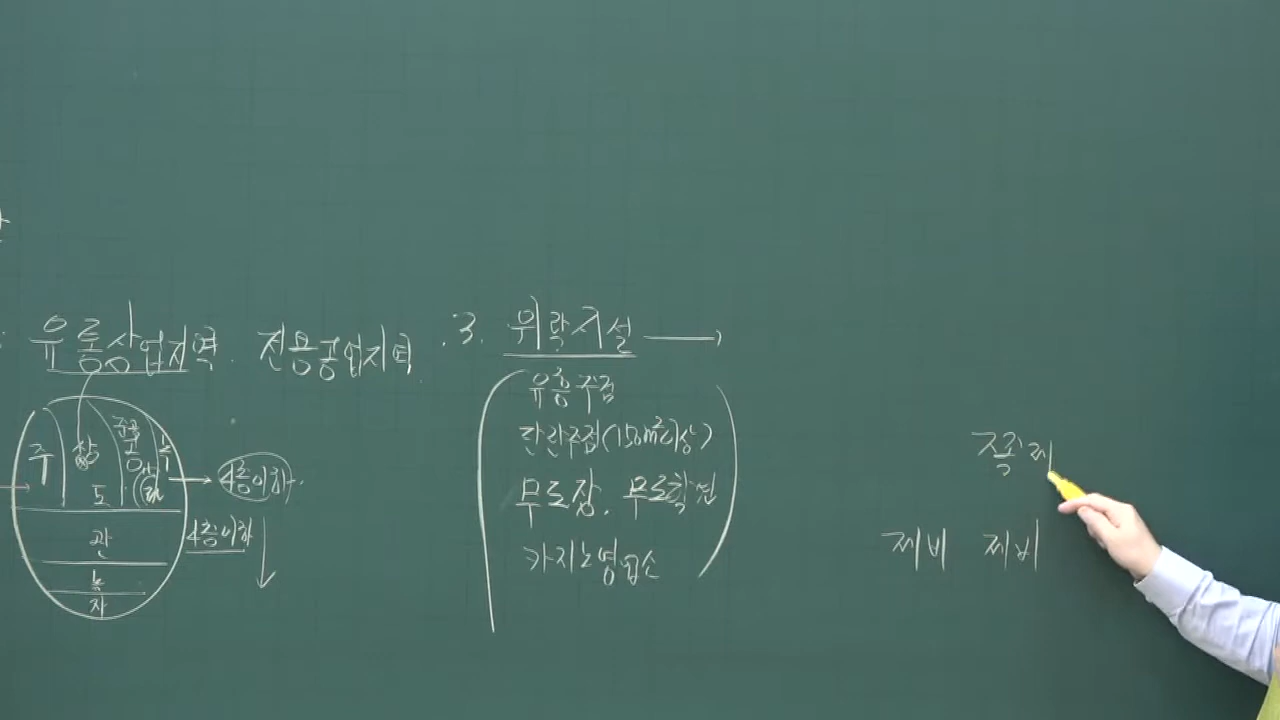 유통상업지역. 전용공업지역.
3. 위락시설 →
유흥주점
단란주점(150m²이상)
무도장. 무도학원
카지노영업소
주 상 준공 녹
도
관
농
자
4층이하.
4층이하
제비 제비